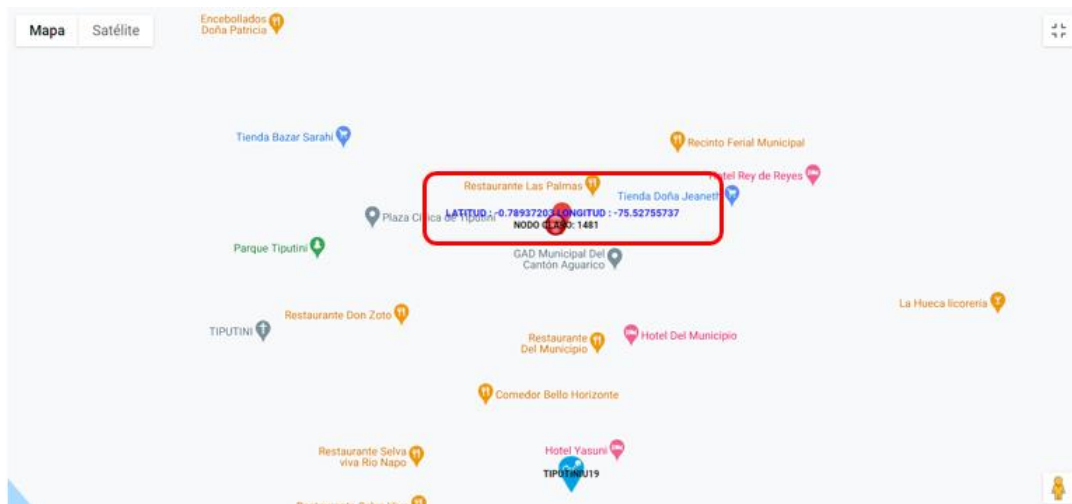 Encebollados
Doña Patricia
Mapa
Satélite
Tienda Bazar Sarahi
Recinto Ferial Municipal
Hotel Rey de Reyes
Restaurante Las Palmas
Tienda Doña Jeaneth
LATITUD : -0.78937203 LONGITUD : -75.52755737
Plaza Cívica de Tiputini
NODO CLARO: 1481
Parque Tiputini
GAD Municipal Del
Cantón Aguarico
La Hueca licorería
Restaurante Don Zoto
TIPUTINI
Restaurante
Del Municipio
Hotel Del Municipio
Comedor Bello Horizonte
Restaurante Selva
viva Rio Napo
Hotel Yasuni
TIPUTINIU19